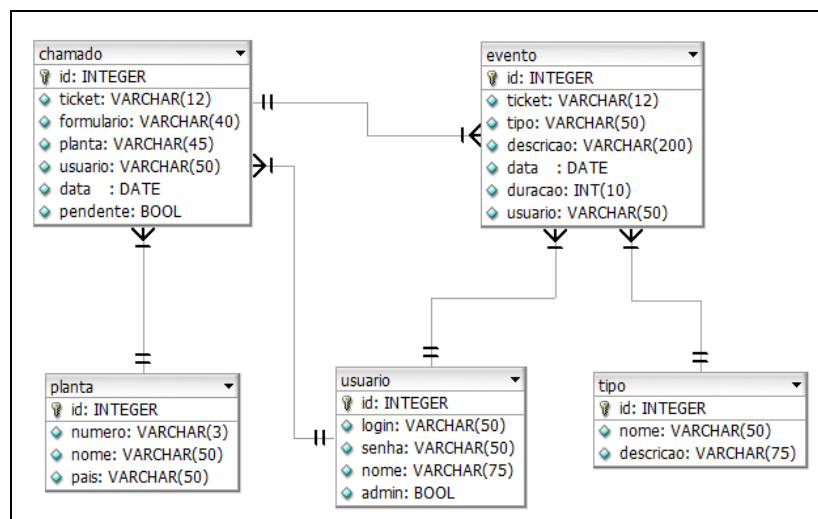 chamado
id: INTEGER
ticket: VARCHAR(12)
formulario: VARCHAR(40)
planta: VARCHAR(45)
usuario: VARCHAR(50)
data : DATE
pendente: BOOL
evento
id: INTEGER
ticket: VARCHAR(12)
tipo: VARCHAR(50)
descricao: VARCHAR(200)
data : DATE
duracao: INT(10)
usuario: VARCHAR(50)
planta
id: INTEGER
numero: VARCHAR(3)
nome: VARCHAR(50)
pais: VARCHAR(50)
usuario
id: INTEGER
login: VARCHAR(50)
senha: VARCHAR(50)
nome: VARCHAR(75)
admin: BOOL
tipo
id: INTEGER
nome: VARCHAR(50)
descricao: VARCHAR(75)